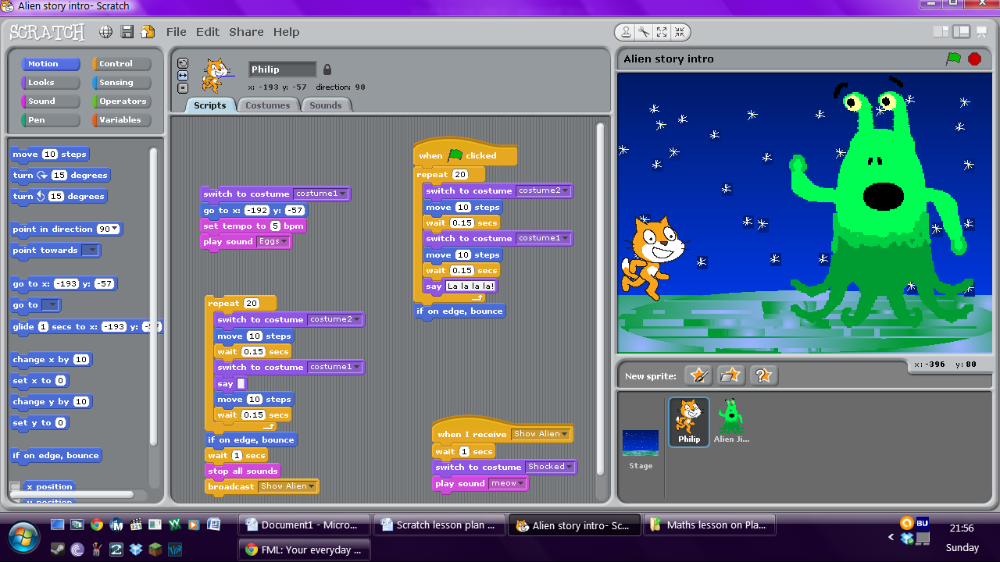 Alien story intro- Scratch
SCRATCH File Edit Share Help
Motion Control
Looks Sensing
Sound Operators
Pen Variables
move 10 steps
turn 15 degrees
turn 15 degrees
point in direction 90
point towards
go to x: -193 y: -57
go to
glide 1 secs to x: -193 y:
change x by 10
set x to 0
change y by 10
set y to 0
if on edge, bounce
x position
Philip
x: -193 y: -57 direction: 90
Scripts Costumes Sounds
switch to costume costume1
go to x: -192 y: -57
set tempo to 5 bpm
play sound Eggs
repeat 20
switch to costume costume2
move 10 steps
wait 0.15 secs
switch to costume costume1
say
move 10 steps
wait 0.15 secs
if on edge, bounce
wait 1 secs
stop all sounds
broadcast Show Alien
when clicked
repeat 20
switch to costume costume2
move 10 steps
wait 0.15 secs
switch to costume costume1
move 10 steps
wait 0.15 secs
say La la la la!
if on edge, bounce
when I receive Show Alien
wait 1 secs
switch to costume Shocked
play sound meow
Alien story intro
x: -396 y: 80
New sprite:
Philip Alien Ji...
Stage
Document1 - Micro... Scratch lesson plan ... Alien story intro- Sc... Maths lesson on Pla...
FML: Your everyday ...
BU
21:56
Sunday